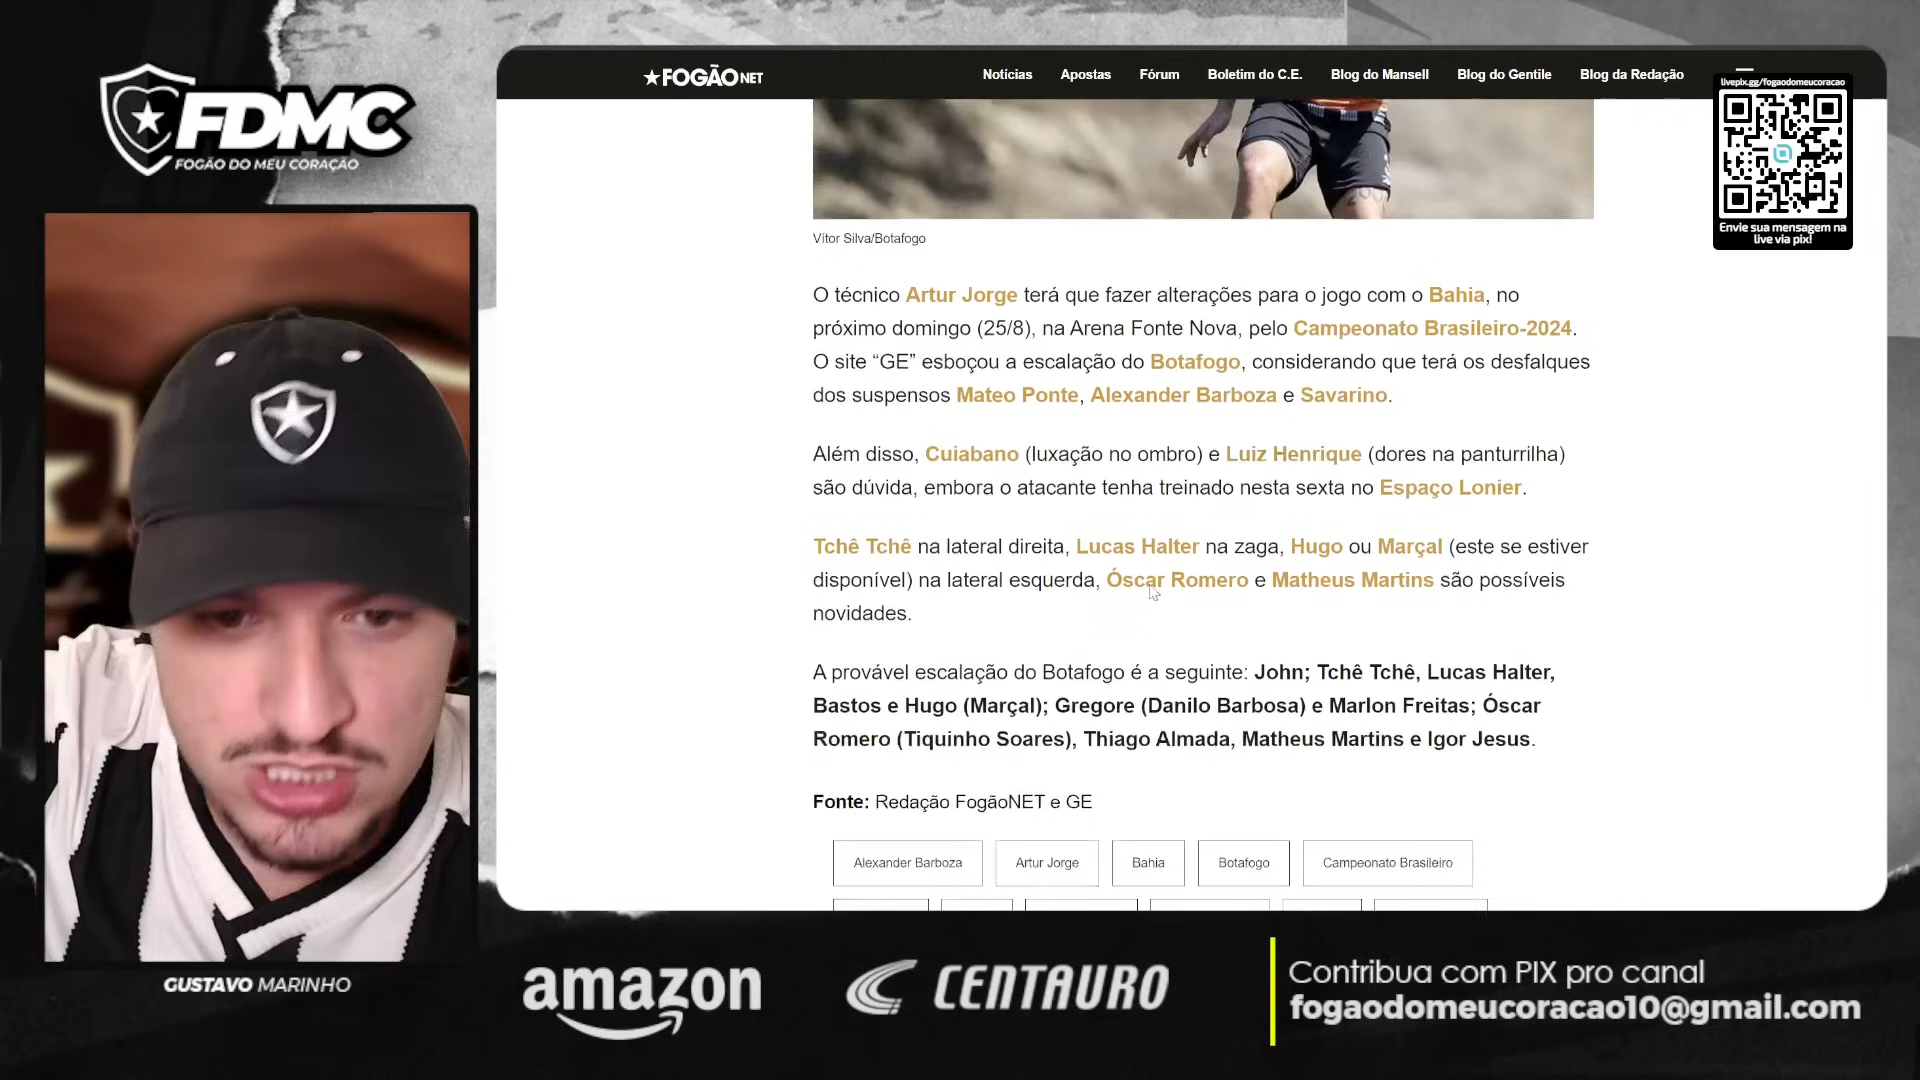 FDMC
FOGÃO DO MEU CORAÇÃO
FOGÃO NET
Notícias Apostas Fórum Boletim do C.E. Blog do Mansell Blog do Gentile Blog da Redação
livepix.gg/fogaodomeucoracao
Envie sua mensagem na
live via pix!
Vítor Silva/Botafogo
O técnico Artur Jorge terá que fazer alterações para o jogo com o Bahia, no
próximo domingo (25/8), na Arena Fonte Nova, pelo Campeonato Brasileiro-2024.
O site “GE” esboçou a escalação do Botafogo, considerando que terá os desfalques
dos suspensos Mateo Ponte, Alexander Barboza e Savarino.
Além disso, Cuiabano (luxação no ombro) e Luiz Henrique (dores na panturrilha)
são dúvida, embora o atacante tenha treinado nesta sexta no Espaço Lonier.
Tchê Tchê na lateral direita, Lucas Halter na zaga, Hugo ou Marçal (este se estiver
disponível) na lateral esquerda, Óscar Romero e Matheus Martins são possíveis
novidades.
A provável escalação do Botafogo é a seguinte: John; Tchê Tchê, Lucas Halter,
Bastos e Hugo (Marçal); Gregore (Danilo Barbosa) e Marlon Freitas; Óscar
Romero (Tiquinho Soares), Thiago Almada, Matheus Martins e Igor Jesus.
Fonte: Redação FogãoNET e GE
Alexander Barboza Artur Jorge Bahia Botafogo Campeonato Brasileiro
GUSTAVO MARINHO
amazon
CENTAURO
Contribua com PIX pro canal
fogaodomeucoracao10@gmail.com